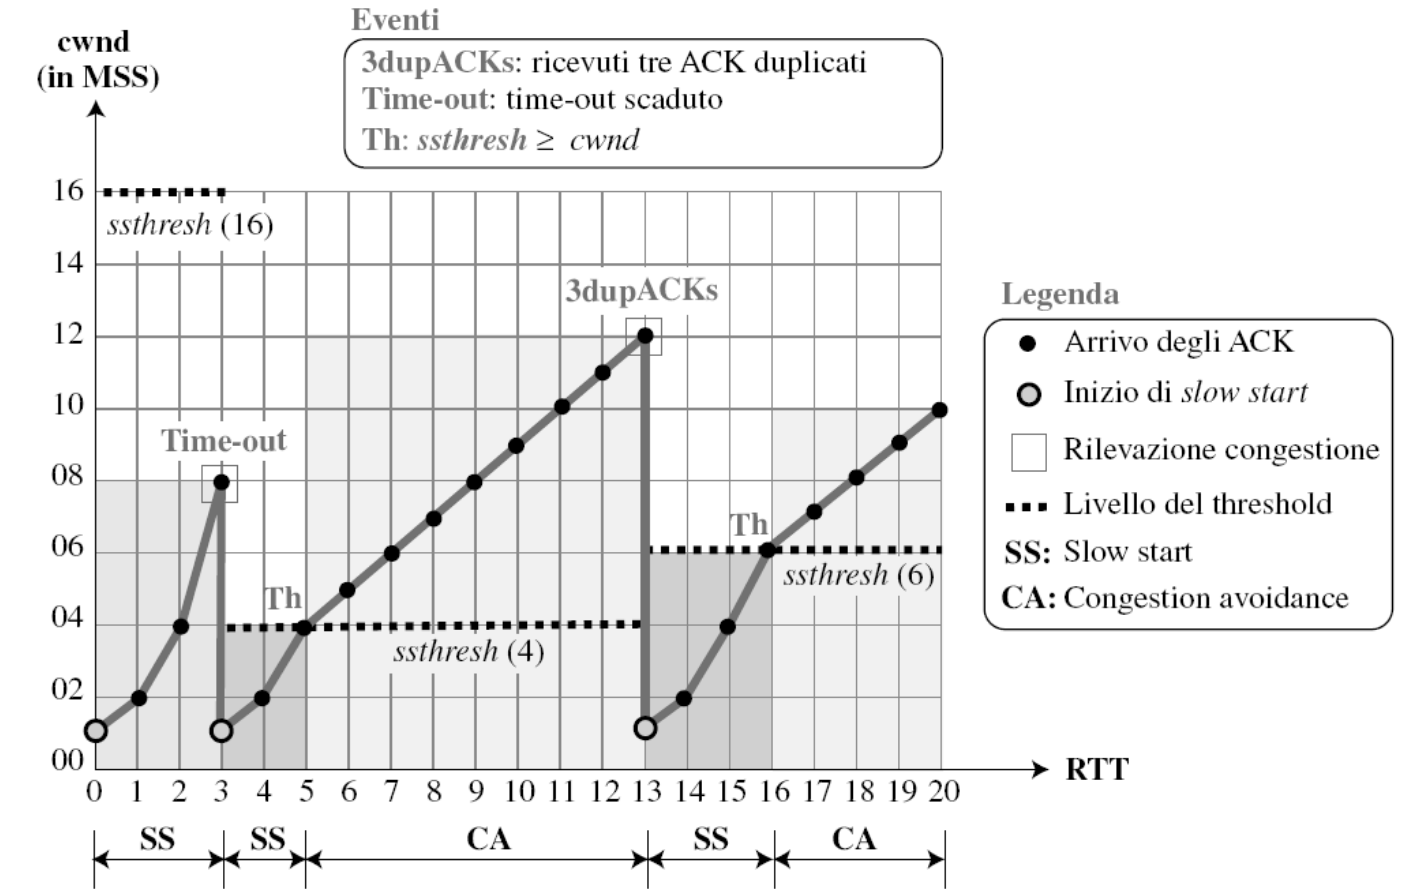 Eventi
3dupACKs: ricevuti tre ACK duplicati
Time-out: time-out scaduto
Th: ssthresh ≥ cwnd
cwnd
(in MSS)
16
ssthresh (16)
14
3dupACKs
12
10
Time-out
08
Th
06
ssthresh (6)
Th
04
ssthresh (4)
02
00
0 1 2 3 4 5 6 7 8 9 10 11 12 13 14 15 16 17 18 19 20
RTT
SS SS CA SS CA
Legenda
Arrivo degli ACK
Inizio di slow start
Rilevazione congestione
Livello del threshold
SS: Slow start
CA: Congestion avoidance